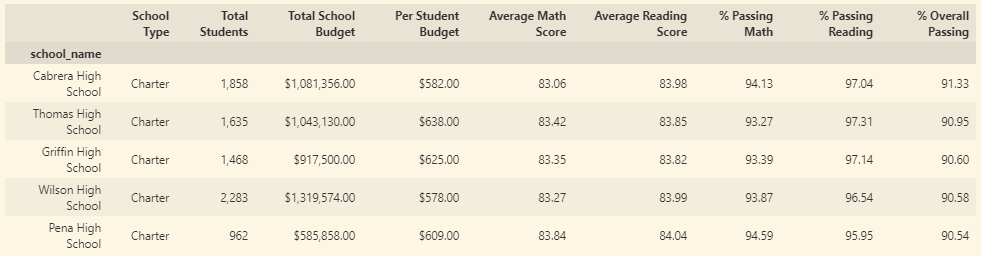 School Type Total Students Total School Budget Per Student Budget Average Math Score Average Reading Score % Passing Math % Passing Reading % Overall Passing
school_name
Cabrera High School Charter 1,858 $1,081,356.00 $582.00 83.06 83.98 94.13 97.04 91.33
Thomas High School Charter 1,635 $1,043,130.00 $638.00 83.42 83.85 93.27 97.31 90.95
Griffin High School Charter 1,468 $917,500.00 $625.00 83.35 83.82 93.39 97.14 90.60
Wilson High School Charter 2,283 $1,319,574.00 $578.00 83.27 83.99 93.87 96.54 90.58
Pena High School Charter 962 $585,858.00 $609.00 83.84 84.04 94.59 95.95 90.54